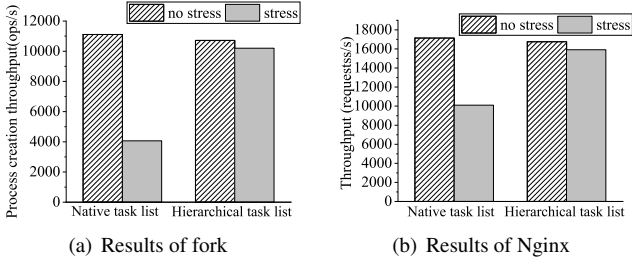 no stress stress
Process creation throughput(ops/s)
12000
10000
8000
6000
4000
2000
0
Native task list Hierarchical task list
(a) Results of fork
no stress stress
Throughput (requestss/s)
18000
16000
14000
12000
10000
8000
6000
4000
2000
0
Native task list Hierarchical task list
(b) Results of Nginx